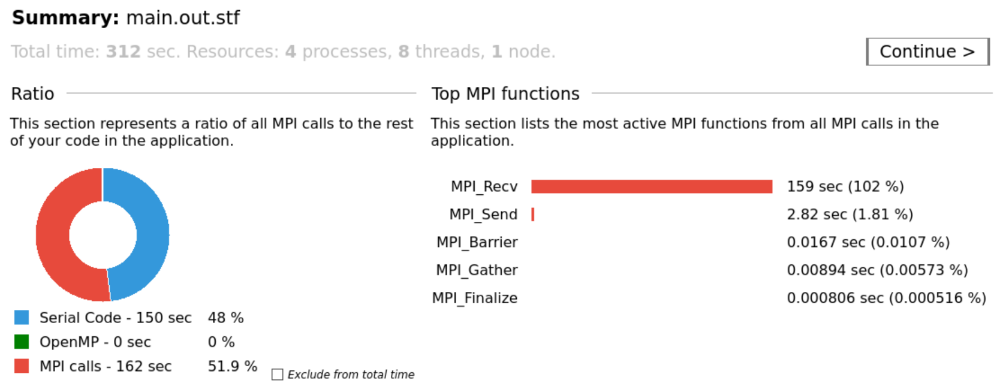 Summary: main.out.stf
Total time: 312 sec. Resources: 4 processes, 8 threads, 1 node.
Continue >
Ratio
This section represents a ratio of all MPI calls to the rest
of your code in the application.
Serial Code - 150 sec 48 %
OpenMP - 0 sec 0 %
MPI calls - 162 sec 51.9 %
Exclude from total time
Top MPI functions
This section lists the most active MPI functions from all MPI calls in the
application.
MPI_Recv 159 sec (102 %)
MPI_Send 2.82 sec (1.81 %)
MPI_Barrier 0.0167 sec (0.0107 %)
MPI_Gather 0.00894 sec (0.00573 %)
MPI_Finalize 0.000806 sec (0.000516 %)